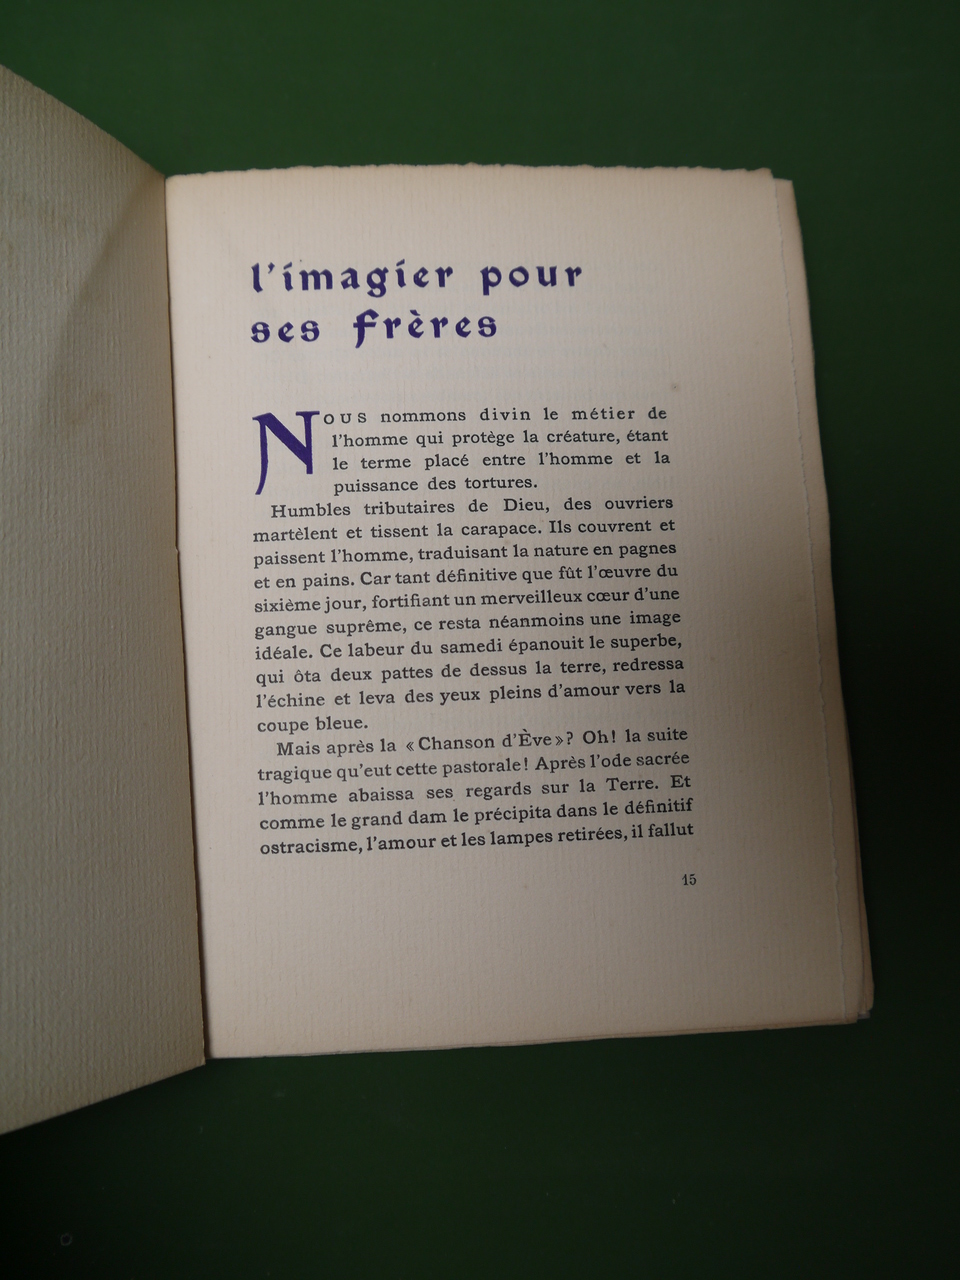 l'imagier pour
ses frères
NOUS nommons divin le métier de
l'homme qui protège la créature, étant
le terme placé entre l'homme et la
puissance des tortures.
Humbles tributaires de Dieu, des ouvriers
martèlent et tissent la carapace. Ils couvrent et
paissent l'homme, traduisant la nature en pagnes
et en pains. Car tant définitive que fût l'œuvre du
sixième jour, fortifiant un merveilleux cœur d'une
gangue suprême, ce resta néanmoins une image
idéale. Ce labeur du samedi épanouit le superbe,
qui ôta deux pattes de dessus la terre, redressa
l'échine et leva des yeux pleins d'amour vers la
coupe bleue.
Mais après la « Chanson d'Ève » ? Oh! la suite
tragique qu'eut cette pastorale! Après l'ode sacrée
l'homme abaissa ses regards sur la Terre. Et
comme le grand dam le précipita dans le définitif
ostracisme, l'amour et les lampes retirées, il fallut
15